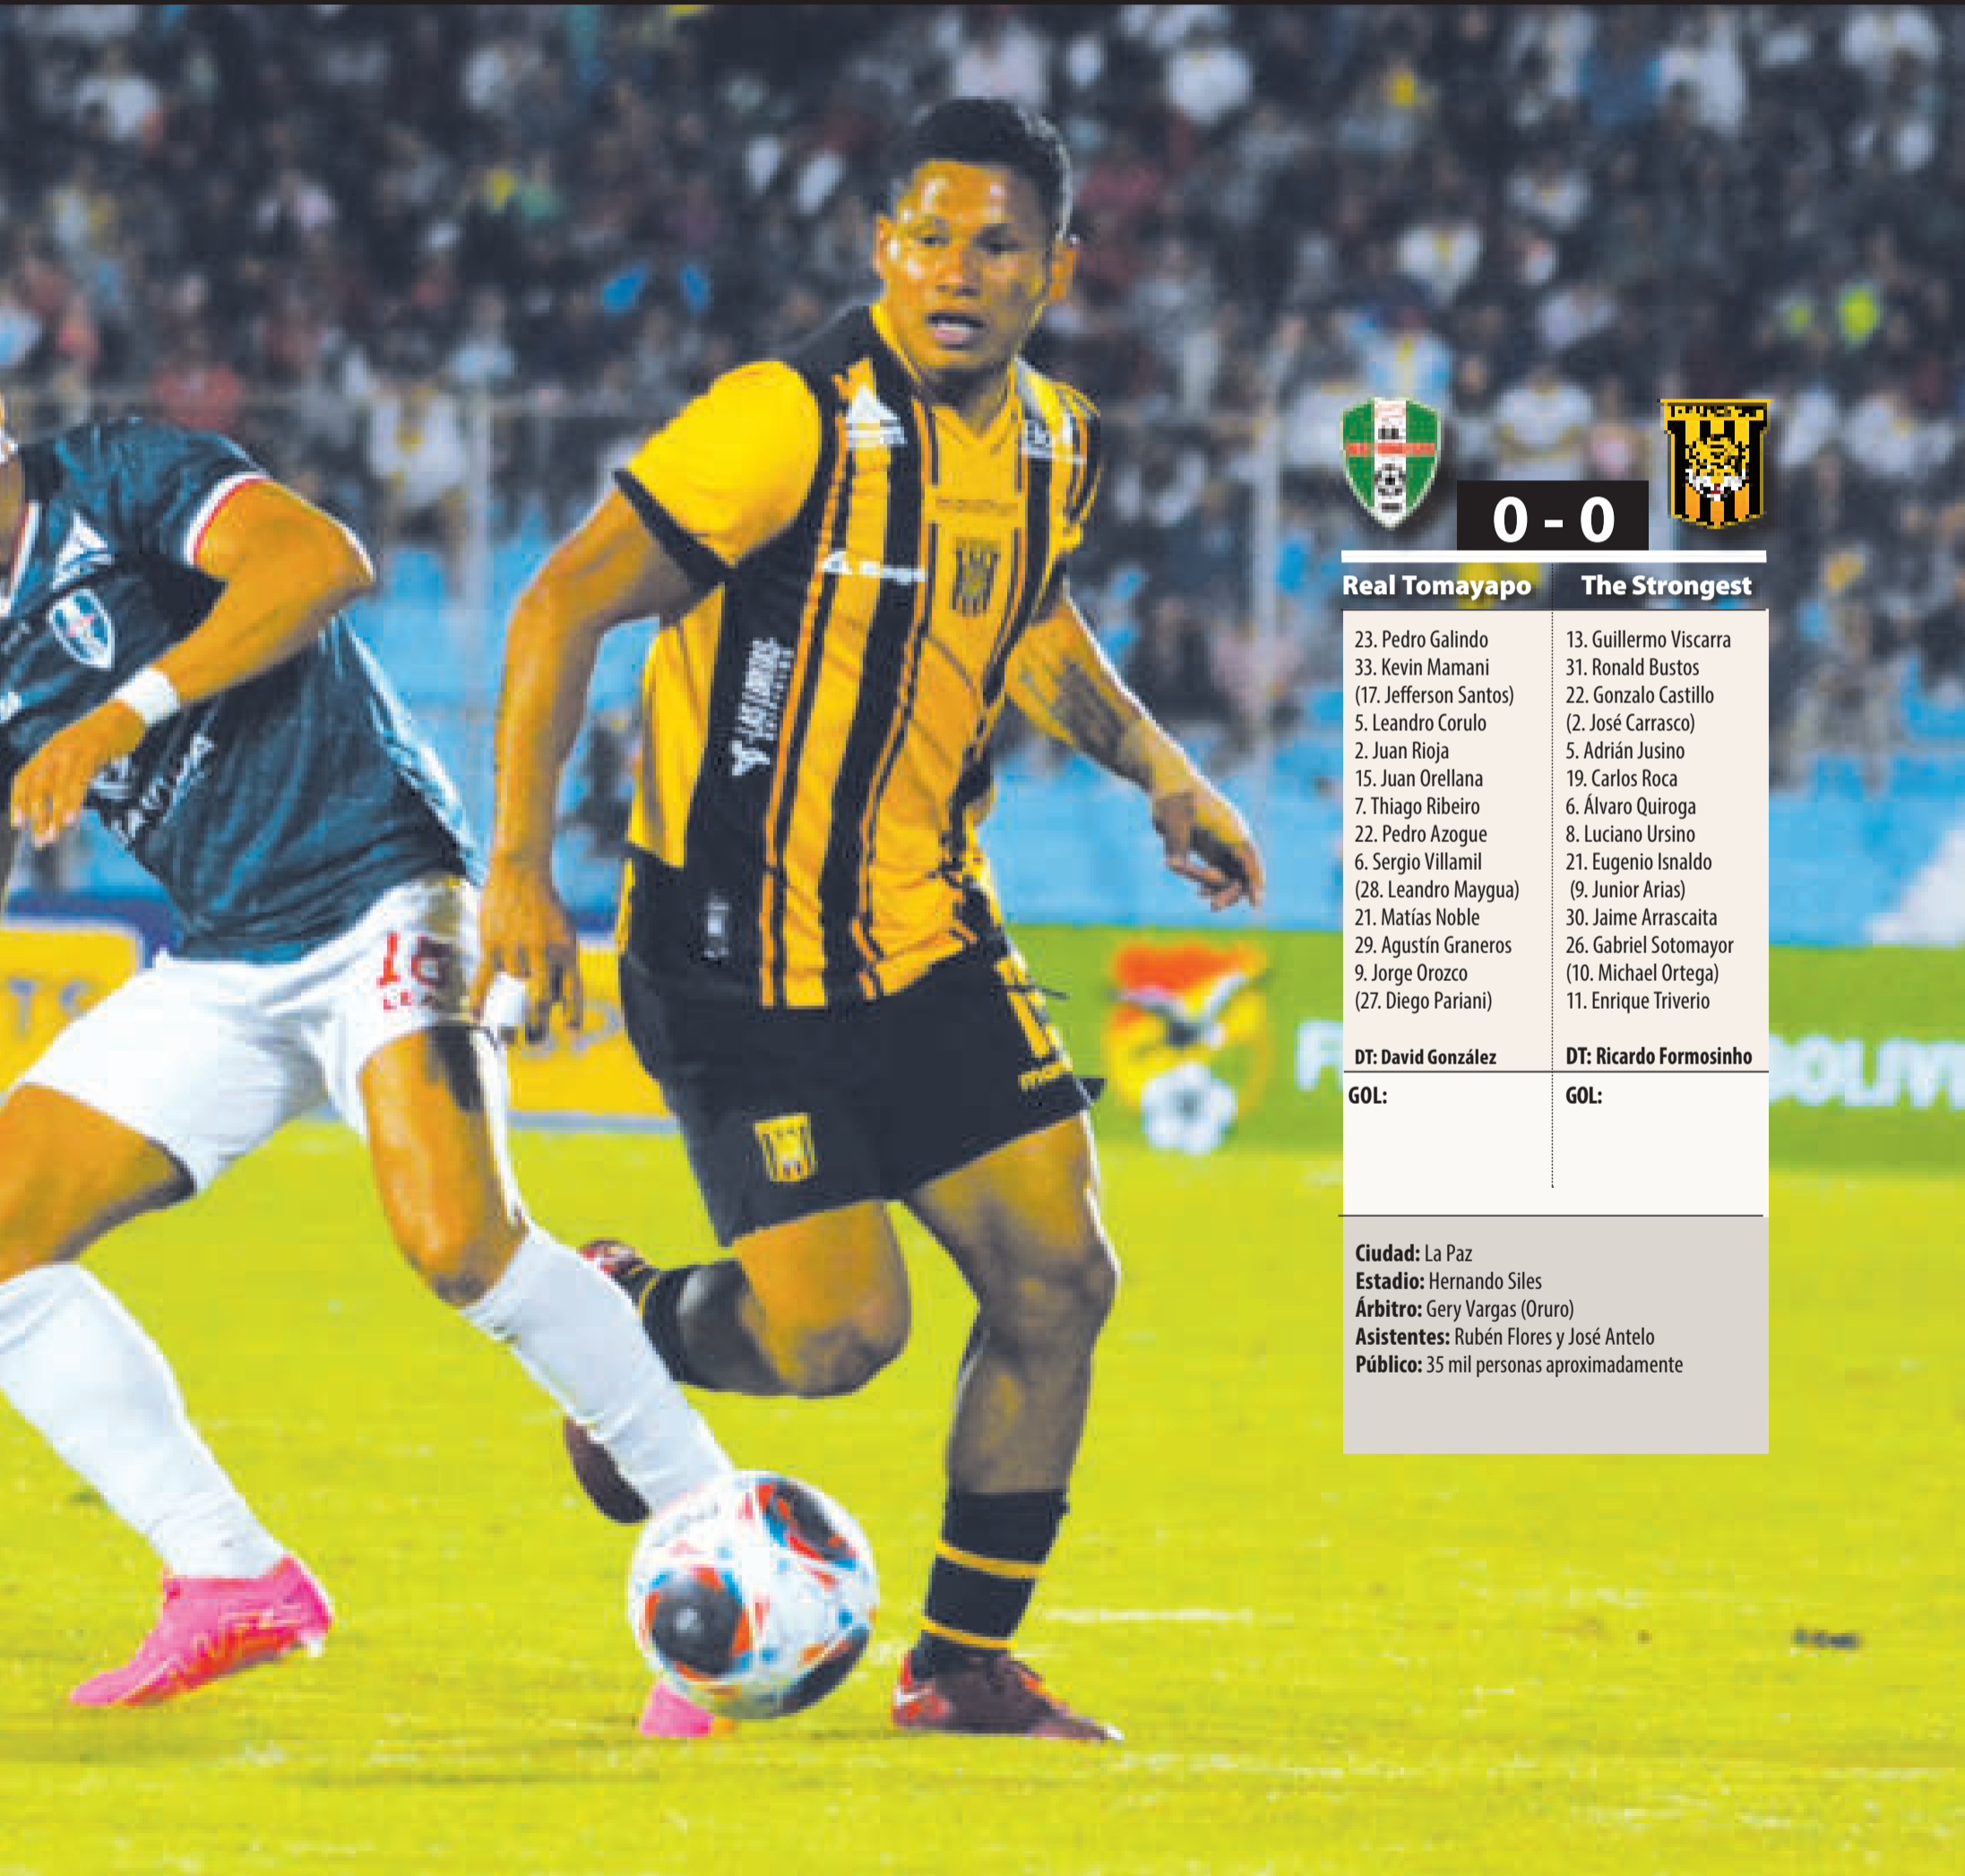 0 - 0
Real Tomayapo
23. Pedro Galindo
33. Kevin Mamani
(17. Jefferson Santos)
5. Leandro Corulo
2. Juan Rioja
15. Juan Orellana
7. Thiago Ribeiro
22. Pedro Azogue
6. Sergio Villamil
(28. Leandro Maygua)
21. Matías Noble
29. Agustín Graneros
9. Jorge Orozco
(27. Diego Pariani)
DT: David González
GOL:
The Strongest
13. Guillermo Viscarra
31. Ronald Bustos
22. Gonzalo Castillo
(2. José Carrasco)
5. Adrián Jusino
19. Carlos Roca
6. Álvaro Quiroga
8. Luciano Ursino
21. Eugenio Isnaldo
(9. Junior Arias)
30. Jaime Arrascaita
26. Gabriel Sotomayor
(10. Michael Ortega)
11. Enrique Triverio
DT: Ricardo Formosinho
GOL:
Ciudad: La Paz
Estadio: Hernando Siles
Árbitro: Gery Vargas (Oruro)
Asistentes: Rubén Flores y José Antelo
Público: 35 mil personas aproximadamente